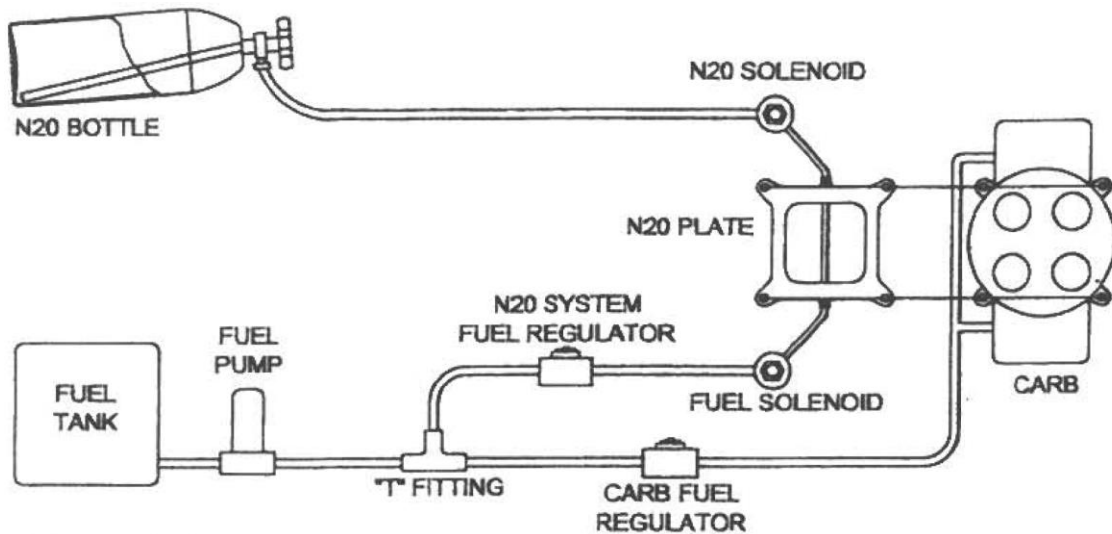 N20 BOTTLE
N20 SOLENOID
N20 PLATE
N20 SYSTEM
FUEL REGULATOR
FUEL
PUMP
FUEL
TANK
FUEL SOLENOID
CARB
"T" FITTING
CARB FUEL
REGULATOR